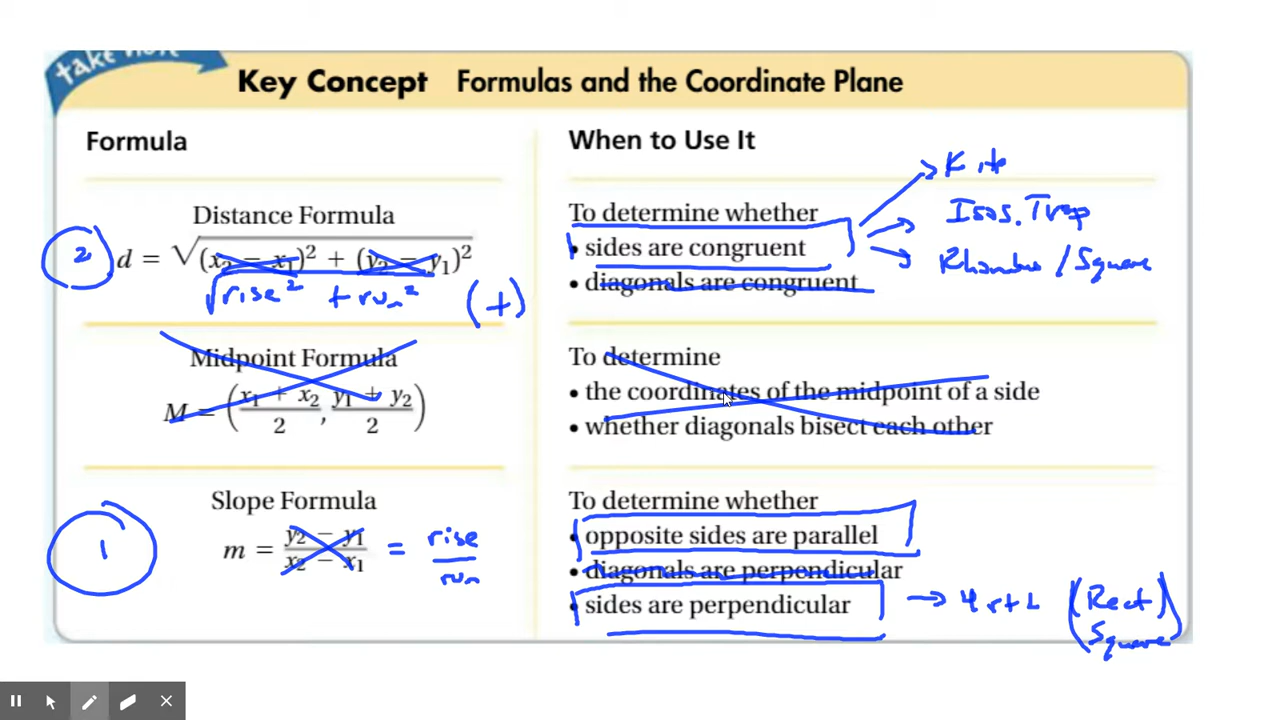 take note
Key Concept Formulas and the Coordinate Plane
Formula
When to Use It
Distance Formula
2
d = √(x₂ − x₁)² + (y₂ − y₁)²
√rise² + run²
(+)
To determine whether
• sides are congruent
• diagonals are congruent
Kite
Isos. Trap
Rhombus / Square
Midpoint Formula
M = (x₁ + x₂ / 2, y₁ + y₂ / 2)
To determine
• the coordinates of the midpoint of a side
• whether diagonals bisect each other
Slope Formula
1
m = y₂ − y₁ / x₂ − x₁ = rise / run
To determine whether
• opposite sides are parallel
• diagonals are perpendicular
• sides are perpendicular
→ 4 rt ∟ (Rect)
(Square)